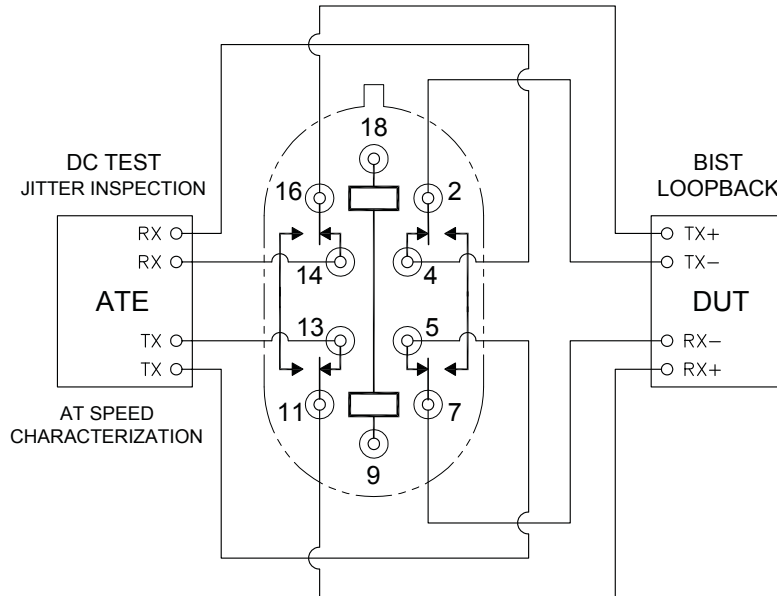 18
DC TEST
JITTER INSPECTION
BIST
LOOPBACK
16
2
RX
RX
14
4
TX+
TX-
ATE
DUT
13
5
TX
TX
RX-
RX+
11
7
AT SPEED
CHARACTERIZATION
9